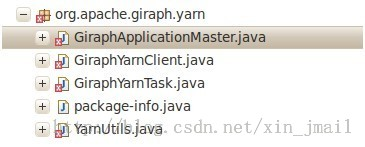 org.apache.giraph.yarn
GiraphApplicationMaster.java
GiraphYarnClient.java
GiraphYarnTask.java
package-info.java
YarnUtils.java
http://blog.csdn.net/xin_jmail